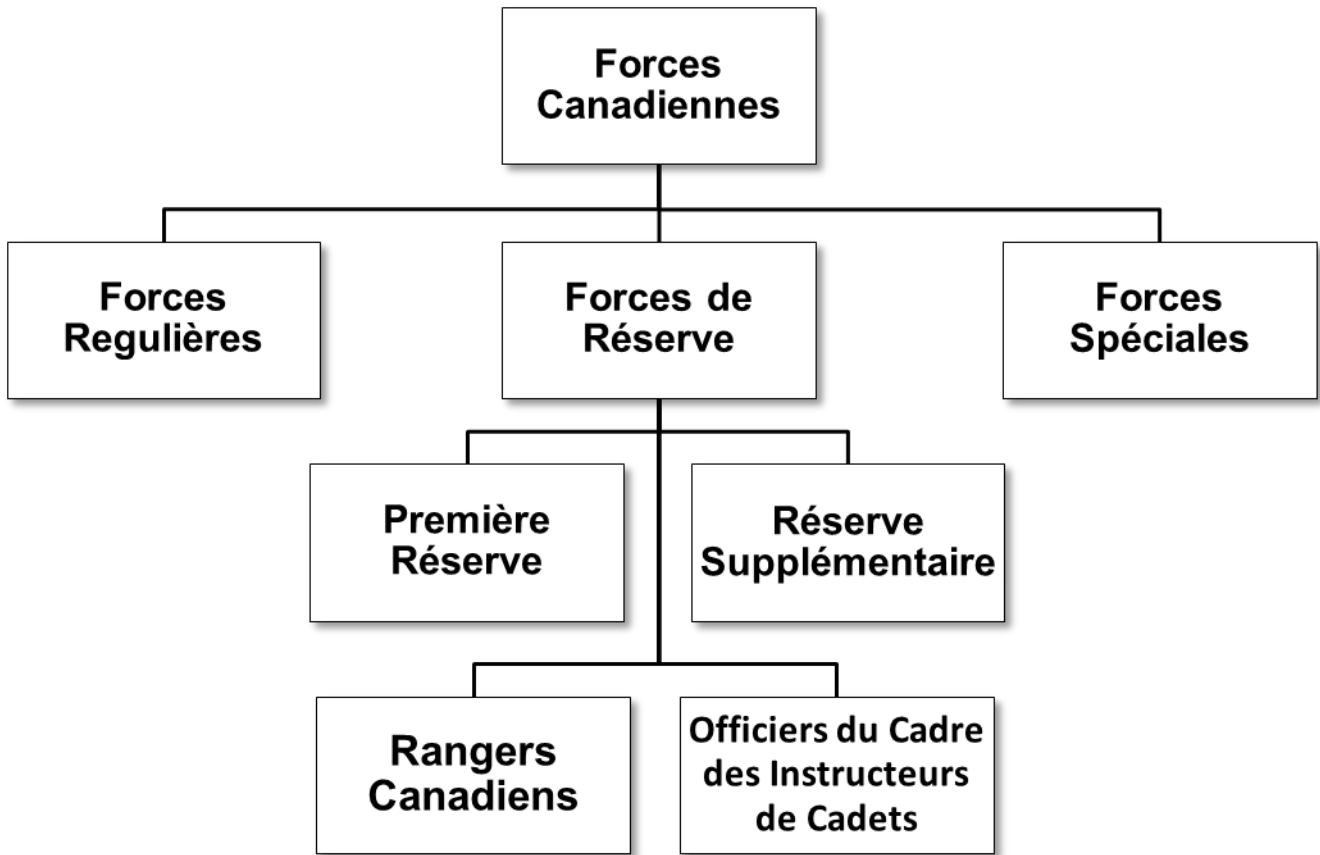 Forces
Canadiennes
Forces
Regulières
Forces de
Réserve
Forces
Spéciales
Première
Réserve
Réserve
Supplémentaire
Rangers
Canadiens
Officiers du Cadre
des Instructeurs
de Cadets